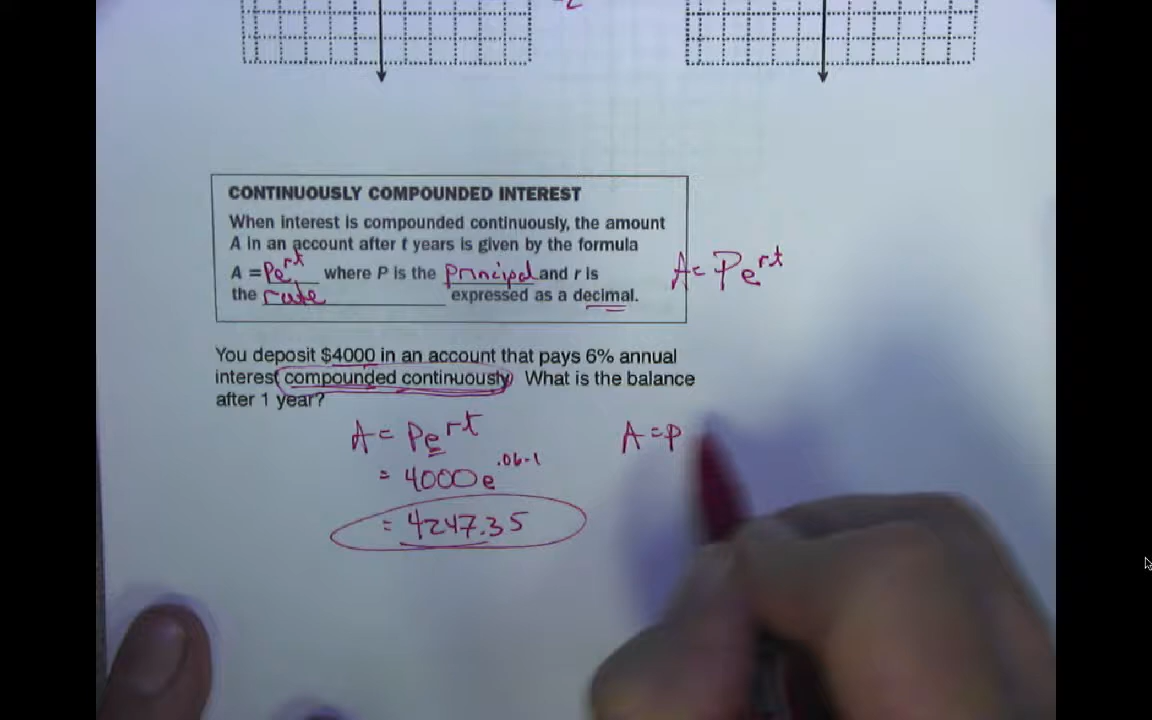 -2
CONTINUOUSLY COMPOUNDED INTEREST
When interest is compounded continuously, the amount
A in an account after t years is given by the formula
A = Pe^rt where P is the principal and r is
the rate expressed as a decimal.
A = Pe^rt
You deposit $4000 in an account that pays 6% annual
interest compounded continuously. What is the balance
after 1 year?
A = Pe^rt
= 4000e^.06·1
= 4247.35
A = P